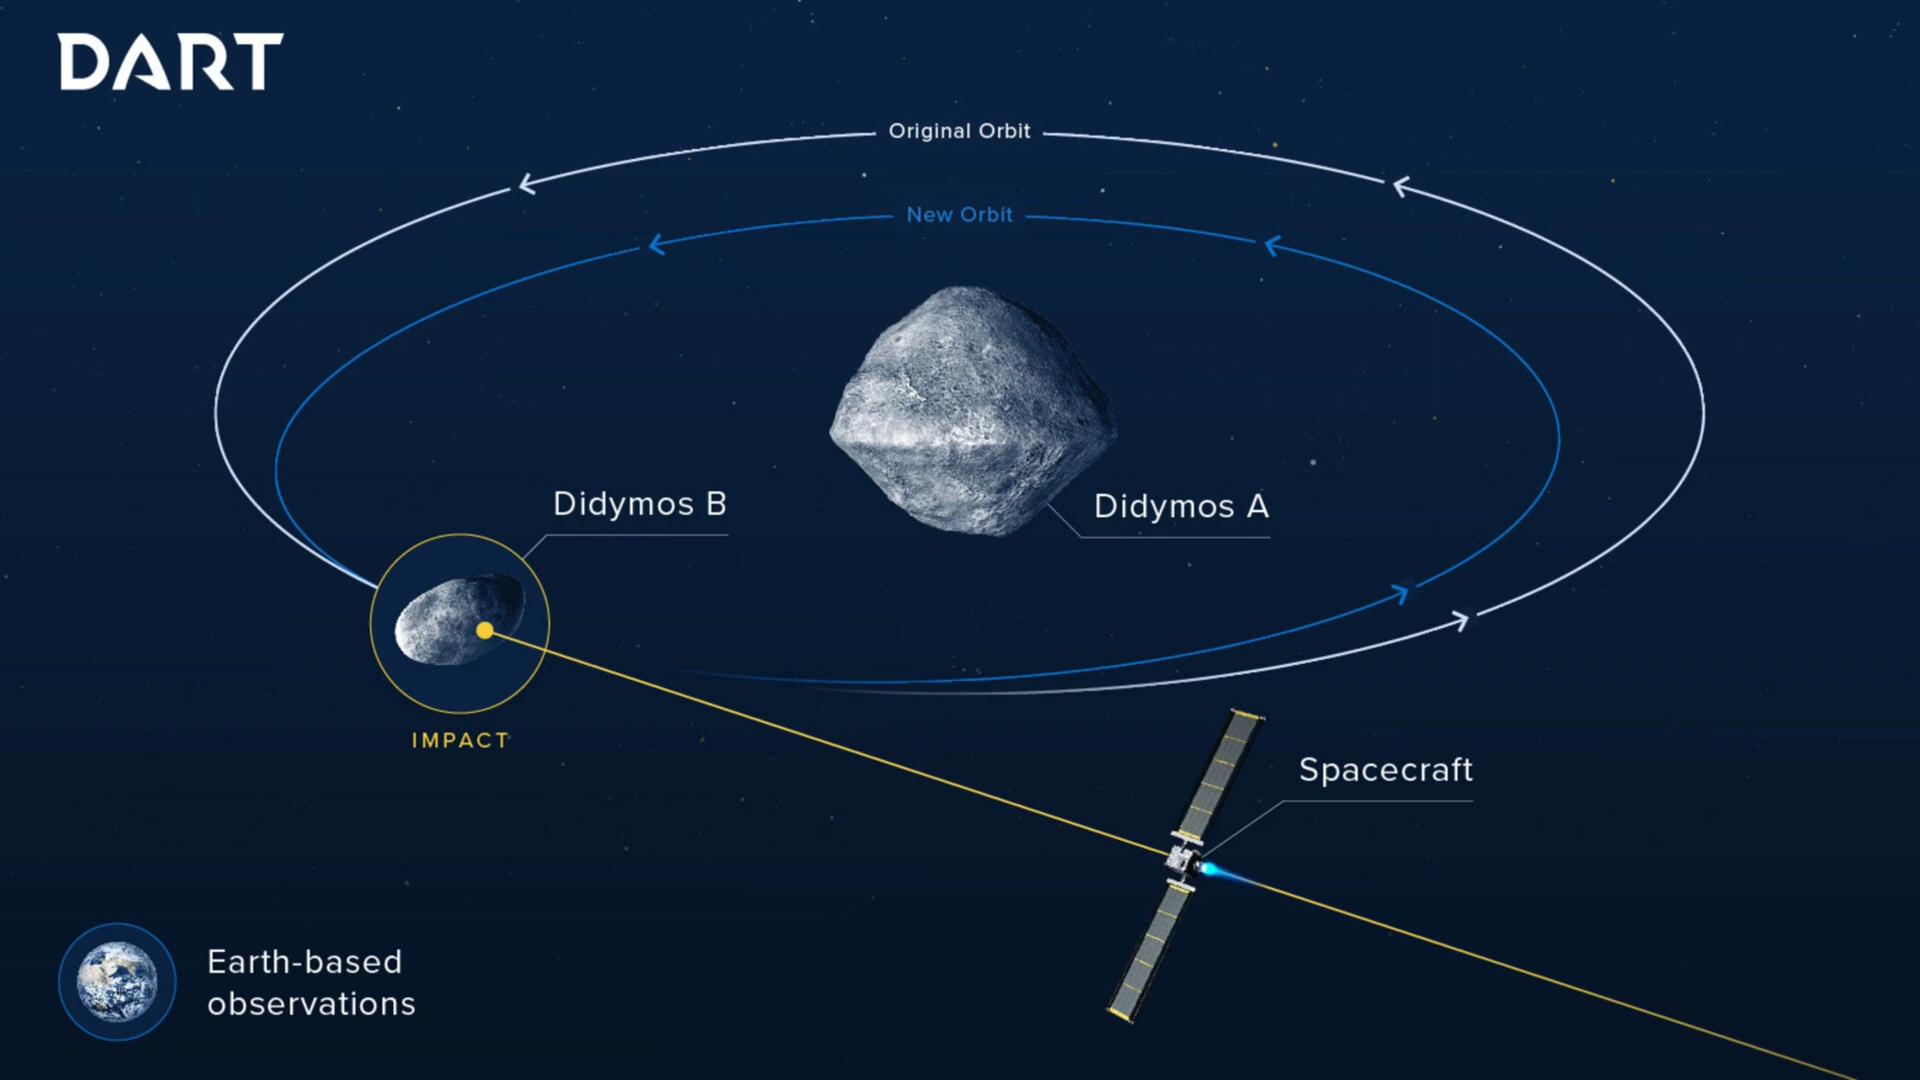 DART
Original Orbit
New Orbit
Didymos B
Didymos A
IMPACT
Spacecraft
Earth-based
observations